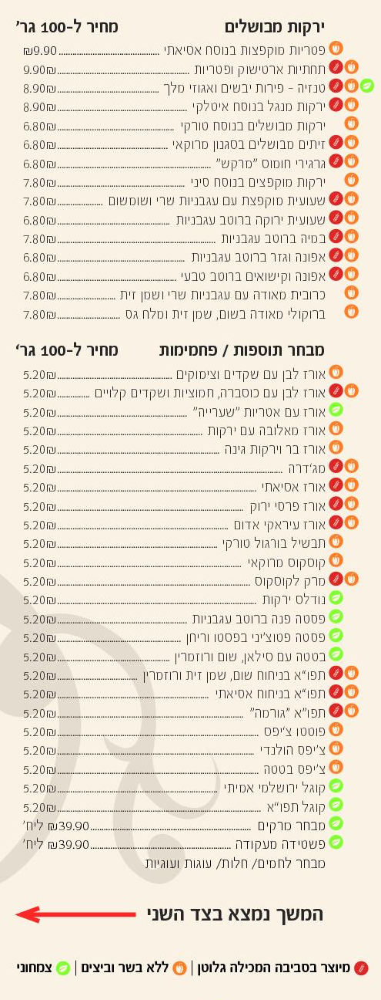 ירקות מבושלים מחיר ל-100 גר'
פטריות מוקפצות בנוסח אסיאתי 9.90₪
תחתיות ארטישוק ופטריות 9.90₪
טנזיה - פירות יבשים ואגוזי מלך 8.90₪
ירקות מנגל בנוסח איטלקי 8.90₪
ירקות מבושלים בנוסח טורקי 6.80₪
זיתים מבושלים בסגנון מרוקאי 6.80₪
גרגירי חומוס "מרקש" 6.80₪
ירקות מוקפצים בנוסח סיני 7.80₪
שעועית מוקפצת עם עגבניות שרי ושומשום 7.80₪
שעועית ירוקה ברוטב עגבניות 6.80₪
במיה ברוטב עגבניות 7.80₪
אפונה וגזר ברוטב עגבניות 6.80₪
אפונה וקישואים ברוטב טבעי 6.80₪
כרובית מאודה עם עגבניות שרי ושמן זית 7.80₪
ברוקולי מאודה בשום, שמן זית ומלח גס 7.80₪
מבחר תוספות / פחמימות מחיר ל-100 גר'
אורז לבן עם שקדים וצימוקים 5.20₪
אורז לבן עם כוסברה, חמוציות ושקדים קלויים 5.20₪
אורז עם אטריות "שערייה" 5.20₪
אורז מאלובה עם ירקות 5.20₪
אורז בר וירקות גינה 5.20₪
מג'דרה 5.20₪
אורז אסיאתי 5.20₪
אורז פרסי ירוק 5.20₪
אורז עיראקי אדום 5.20₪
תבשיל בורגול טורקי 5.20₪
קוסקוס מרוקאי 5.20₪
מרק לקוסקוס 5.20₪
נודלס ירקות 5.20₪
פסטה פנה ברוטב עגבניות 5.20₪
פסטה פטוצ'יני בפסטו וריחן 5.20₪
בטטה עם סילאן, שום ורוזמרין 5.20₪
תפו"א בניחוח שום, שמן זית ורוזמרין 5.20₪
תפו"א בניחוח אסיאתי 5.20₪
תפו"א "גורמה" 5.20₪
פוטטו צ'יפס 5.20₪
צ'יפס הולנדי 5.20₪
צ'יפס בטטה 5.20₪
קוגל ירושלמי אמיתי 5.20₪
קוגל תפו"א 5.20₪
מבחר מרקים 39.90₪ ליח'
פשטידה מעקודה 39.90₪ ליח'
מבחר לחמים/ חלות/ עוגות ועוגיות
המשך נמצא בצד השני
מיוצר בסביבה המכילה גלוטן | ללא בשר וביצים | צמחוני